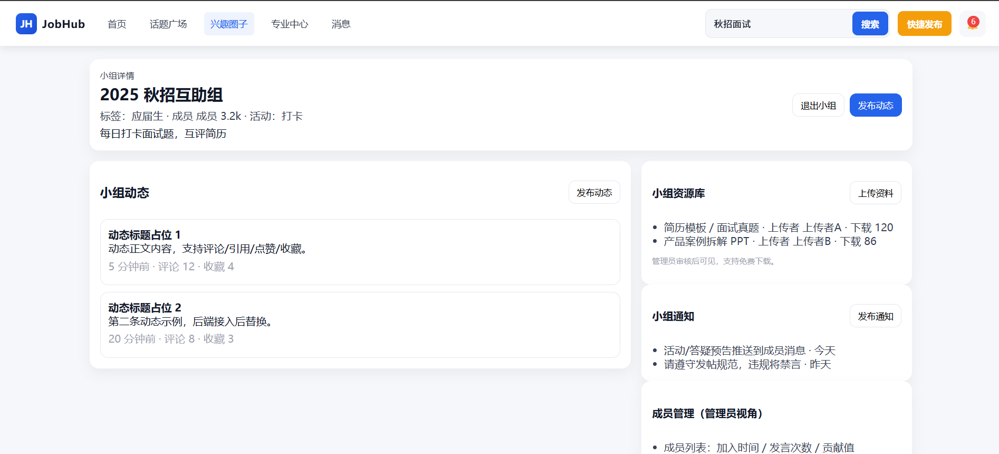 JH JobHub 首页 话题广场 兴趣圈子 专业中心 消息 秋招面试 搜索 快捷发布 6
小组详情
2025 秋招互助组
标签：应届生 · 成员 成员 3.2k · 活动：打卡
每日打卡面试题，互评简历
退出小组 发布动态
小组动态 发布动态
动态标题占位 1
动态正文内容，支持评论/引用/点赞/收藏。
5 分钟前 · 评论 12 · 收藏 4
动态标题占位 2
第二条动态示例，后端接入后替换。
20 分钟前 · 评论 8 · 收藏 3
小组资源库 上传资料
• 简历模板 / 面试真题 · 上传者 上传者A · 下载 120
• 产品案例拆解 PPT · 上传者 上传者B · 下载 86
管理员审核后可见，支持免费下载。
小组通知 发布通知
• 活动/答疑预告推送到成员消息 · 今天
• 请遵守发帖规范，违规将禁言 · 昨天
成员管理（管理员视角）
• 成员列表：加入时间 / 发言次数 / 贡献值